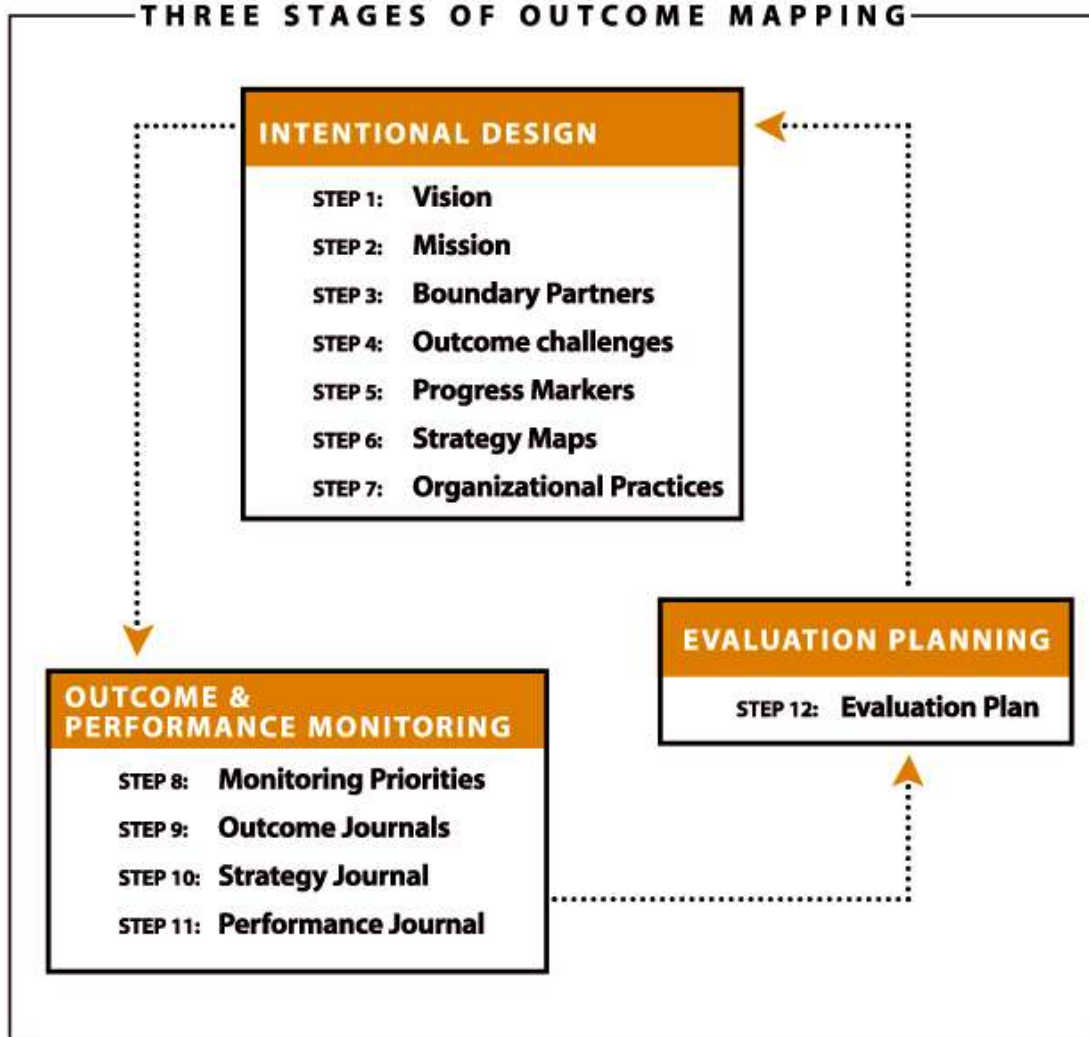 THREE STAGES OF OUTCOME MAPPING
INTENTIONAL DESIGN
STEP 1: Vision
STEP 2: Mission
STEP 3: Boundary Partners
STEP 4: Outcome challenges
STEP 5: Progress Markers
STEP 6: Strategy Maps
STEP 7: Organizational Practices
OUTCOME &
PERFORMANCE MONITORING
STEP 8: Monitoring Priorities
STEP 9: Outcome Journals
STEP 10: Strategy Journal
STEP 11: Performance Journal
EVALUATION PLANNING
STEP 12: Evaluation Plan